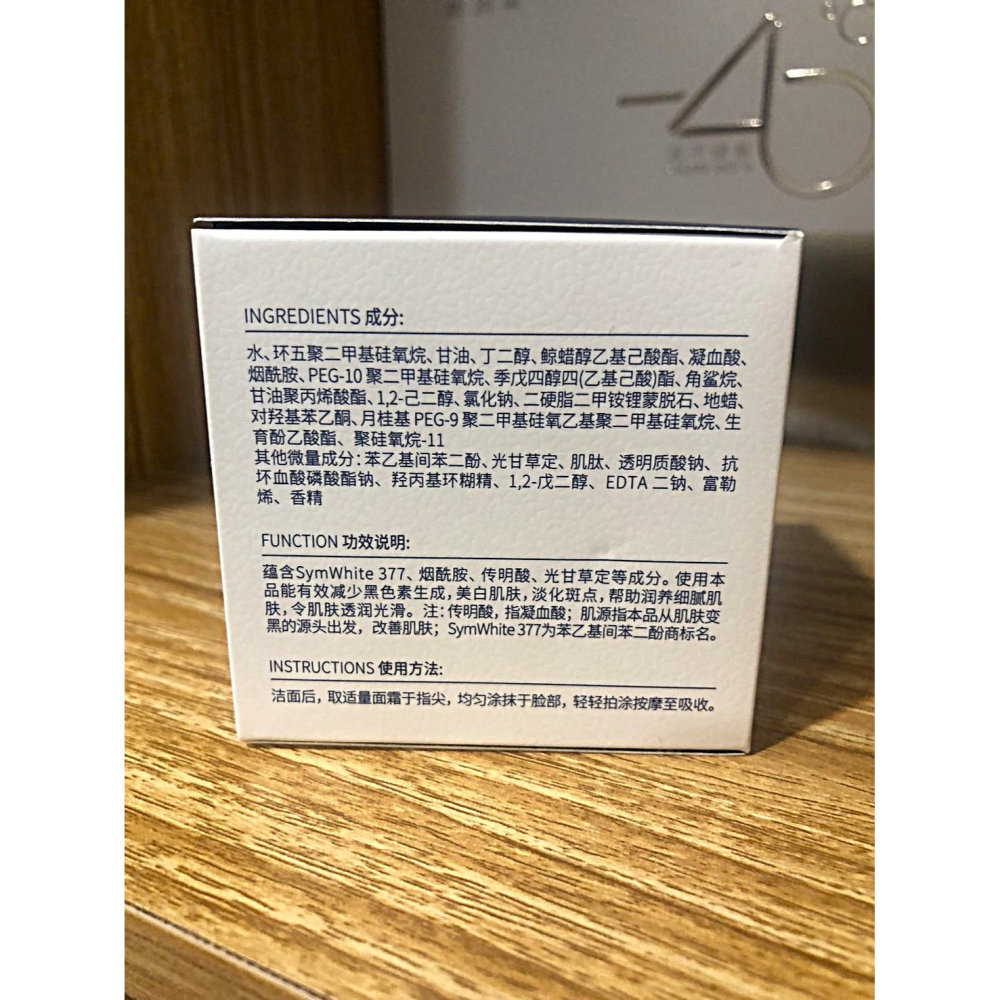 -45°C
INGREDIENTS 成分:
水、环五聚二甲基硅氧烷、甘油、丁二醇、鲸蜡醇乙基己酸酯、凝血酸、
烟酰胺、PEG-10 聚二甲基硅氧烷、季戊四醇四(乙基己酸)酯、角鲨烷、
甘油聚丙烯酸酯、1,2-己二醇、氯化钠、二硬脂二甲铵锂蒙脱石、地蜡、
对羟基苯乙酮、月桂基 PEG-9 聚二甲基硅氧乙基聚二甲基硅氧烷、生
育酚乙酸酯、聚硅氧烷-11
其他微量成分：苯乙基间苯二酚、光甘草定、肌肽、透明质酸钠、抗
坏血酸磷酸酯钠、羟丙基环糊精、1,2-戊二醇、EDTA 二钠、富勒
烯、香精
FUNCTION 功效说明:
蕴含SymWhite 377、烟酰胺、传明酸、光甘草定等成分。使用本
品能有效减少黑色素生成，美白肌肤，淡化斑点，帮助润养细腻肌
肤，令肌肤透润光滑。注：传明酸，指凝血酸；肌源指本品从肌肤变
黑的源头出发，改善肌肤；SymWhite 377为苯乙基间苯二酚商标名。
INSTRUCTIONS 使用方法:
洁面后，取适量面霜于指尖，均匀涂抹于脸部，轻轻拍涂按摩至吸收。